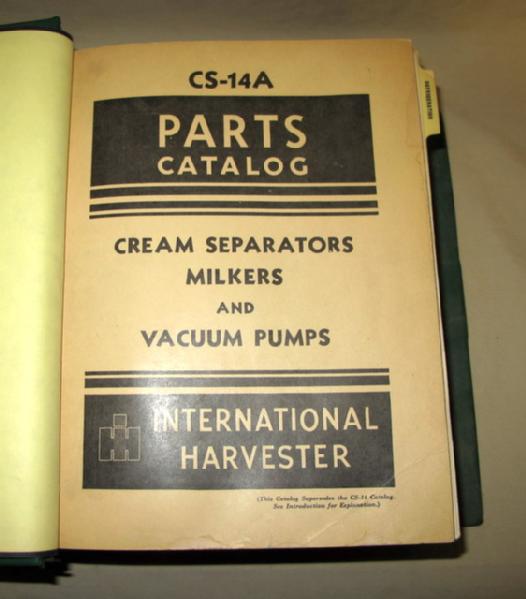 CS-14A
PARTS
CATALOG
CREAM SEPARATORS
MILKERS
AND
VACUUM PUMPS
INTERNATIONAL
HARVESTER
(This Catalog Supersedes the CS-14 Catalog.
See Introduction for Explanation.)
REFRIGERATION